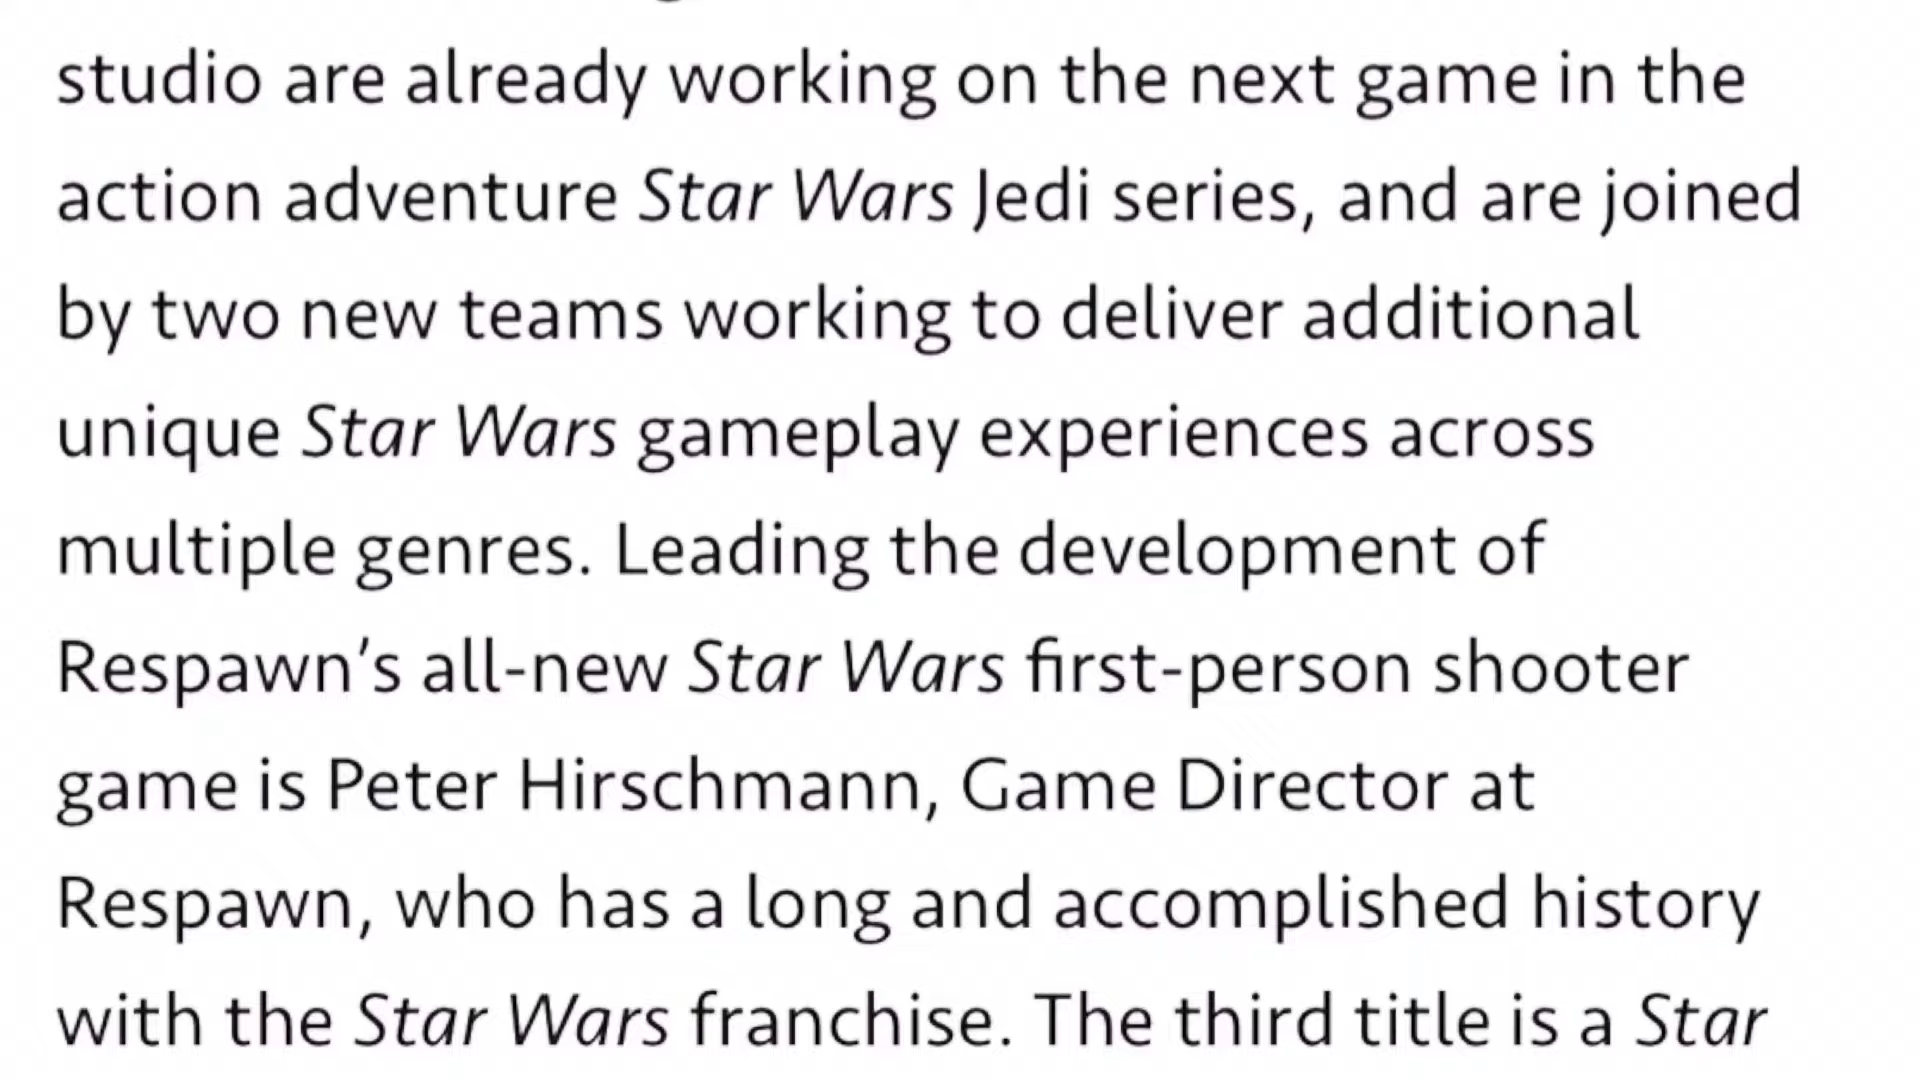 studio are already working on the next game in the
action adventure Star Wars Jedi series, and are joined
by two new teams working to deliver additional
unique Star Wars gameplay experiences across
multiple genres. Leading the development of
Respawn’s all-new Star Wars first-person shooter
game is Peter Hirschmann, Game Director at
Respawn, who has a long and accomplished history
with the Star Wars franchise. The third title is a Star